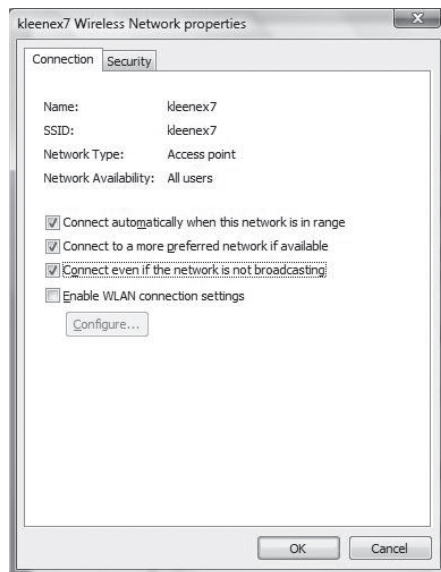 kleenex7 Wireless Network properties
Connection Security
Name: kleenex7
SSID: kleenex7
Network Type: Access point
Network Availability: All users
Connect automatically when this network is in range
Connect to a more preferred network if available
Connect even if the network is not broadcasting
Enable WLAN connection settings
Configure...
OK Cancel